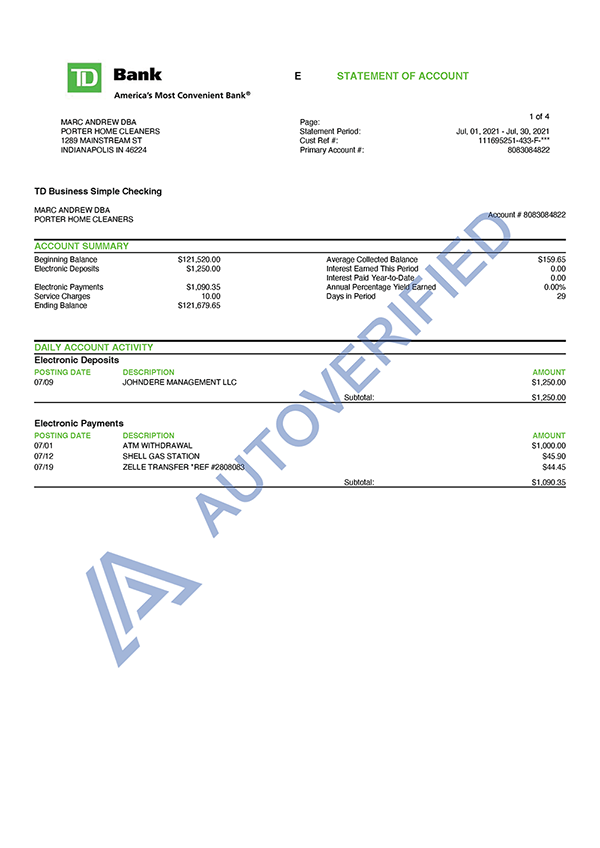 TD Bank
America's Most Convenient Bank®
E STATEMENT OF ACCOUNT
MARC ANDREW DBA
PORTER HOME CLEANERS
1289 MAINSTREAM ST
INDIANAPOLIS IN 46224
Page: 1 of 4
Statement Period: Jul, 01, 2021 - Jul, 30, 2021
Cust Ref #: 111695251-433-F-***
Primary Account #: 8083084822
TD Business Simple Checking
MARC ANDREW DBA
PORTER HOME CLEANERS
Account # 8083084822
ACCOUNT SUMMARY
Beginning Balance $121,520.00 Average Collected Balance $159.65
Electronic Deposits $1,250.00 Interest Earned This Period 0.00
Interest Paid Year-to-Date 0.00
Electronic Payments $1,090.35 Annual Percentage Yield Earned 0.00%
Service Charges 10.00 Days in Period 29
Ending Balance $121,679.65
DAILY ACCOUNT ACTIVITY
Electronic Deposits
POSTING DATE DESCRIPTION AMOUNT
07/09 JOHNDERE MANAGEMENT LLC $1,250.00
Subtotal: $1,250.00
Electronic Payments
POSTING DATE DESCRIPTION AMOUNT
07/01 ATM WITHDRAWAL $1,000.00
07/12 SHELL GAS STATION $45.90
07/19 ZELLE TRANSFER *REF #2808083 $44.45
Subtotal: $1,090.35
AUTOVERIFIED